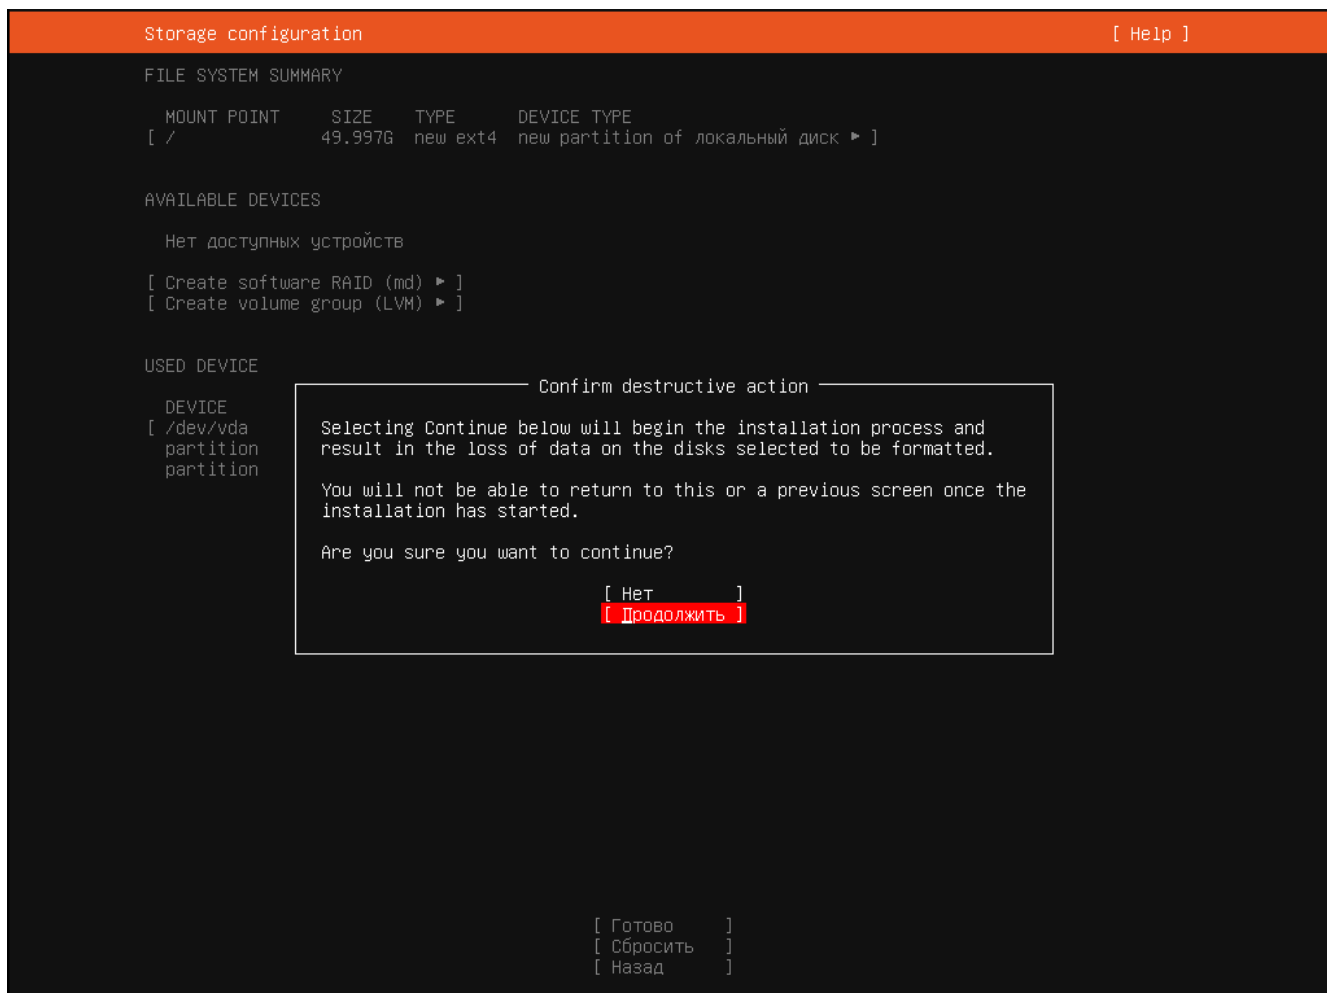 Storage configuration [ Help ]
FILE SYSTEM SUMMARY
MOUNT POINT SIZE TYPE DEVICE TYPE
[ / 49.997G new ext4 new partition of локальный диск ▸ ]
AVAILABLE DEVICES
Нет доступных устройств
[ Create software RAID (md) ▸ ]
[ Create volume group (LVM) ▸ ]
USED DEVICE
DEVICE
[ /dev/vda
partition
partition
Confirm destructive action
Selecting Continue below will begin the installation process and
result in the loss of data on the disks selected to be formatted.
You will not be able to return to this or a previous screen once the
installation has started.
Are you sure you want to continue?
[ Нет ]
[ Продолжить ]
[ Готово ]
[ Сбросить ]
[ Назад ]